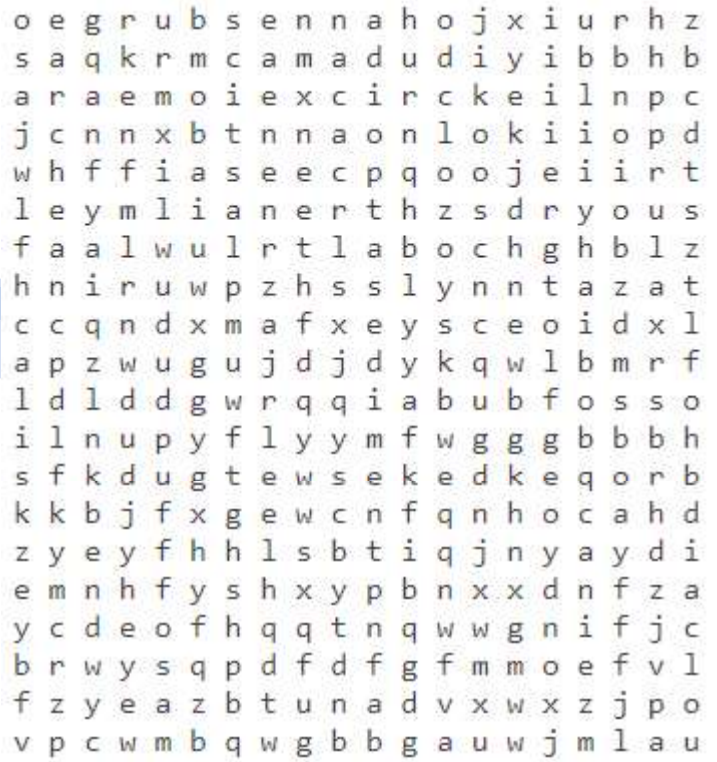 o e g r u b s e n n a h o j x i u r h z
s a q k r m c a m a d u d i y i b b h b
a r a e m o i e x c i r c k e i l n p c
j c n n x b t n n a o n l o k i i o p d
w h f f i a s e e c p q o o j e i i r t
l e y m l i a n e r t h z s d r y o u s
f a a l w u l r t l a b o c h g h b l z
h n i r u w p z h s s l y n n t a z a t
c c q n d x m a f x e y s c e o i d x l
a p z w u g u j d j d y k q w l b m r f
l d l d d g w r q q i a b u b f o s s o
i l n u p y f l y y m f w g g g b b b h
s f k d u g t e w s e k e d k e q o r b
k k b j f x g e w c n f q n h o c a h d
z y e y f h h l s b t i q j n y a y d i
e m n h f y s h x y p b n x x d n f z a
y c d e o f h q q t n q w w g n i f j c
b r w y s q p d f d f g f m m o e f v l
f z y e a z b t u n a d v x w x z j p o
v p c w m b q w g b b g a u w j m l a u